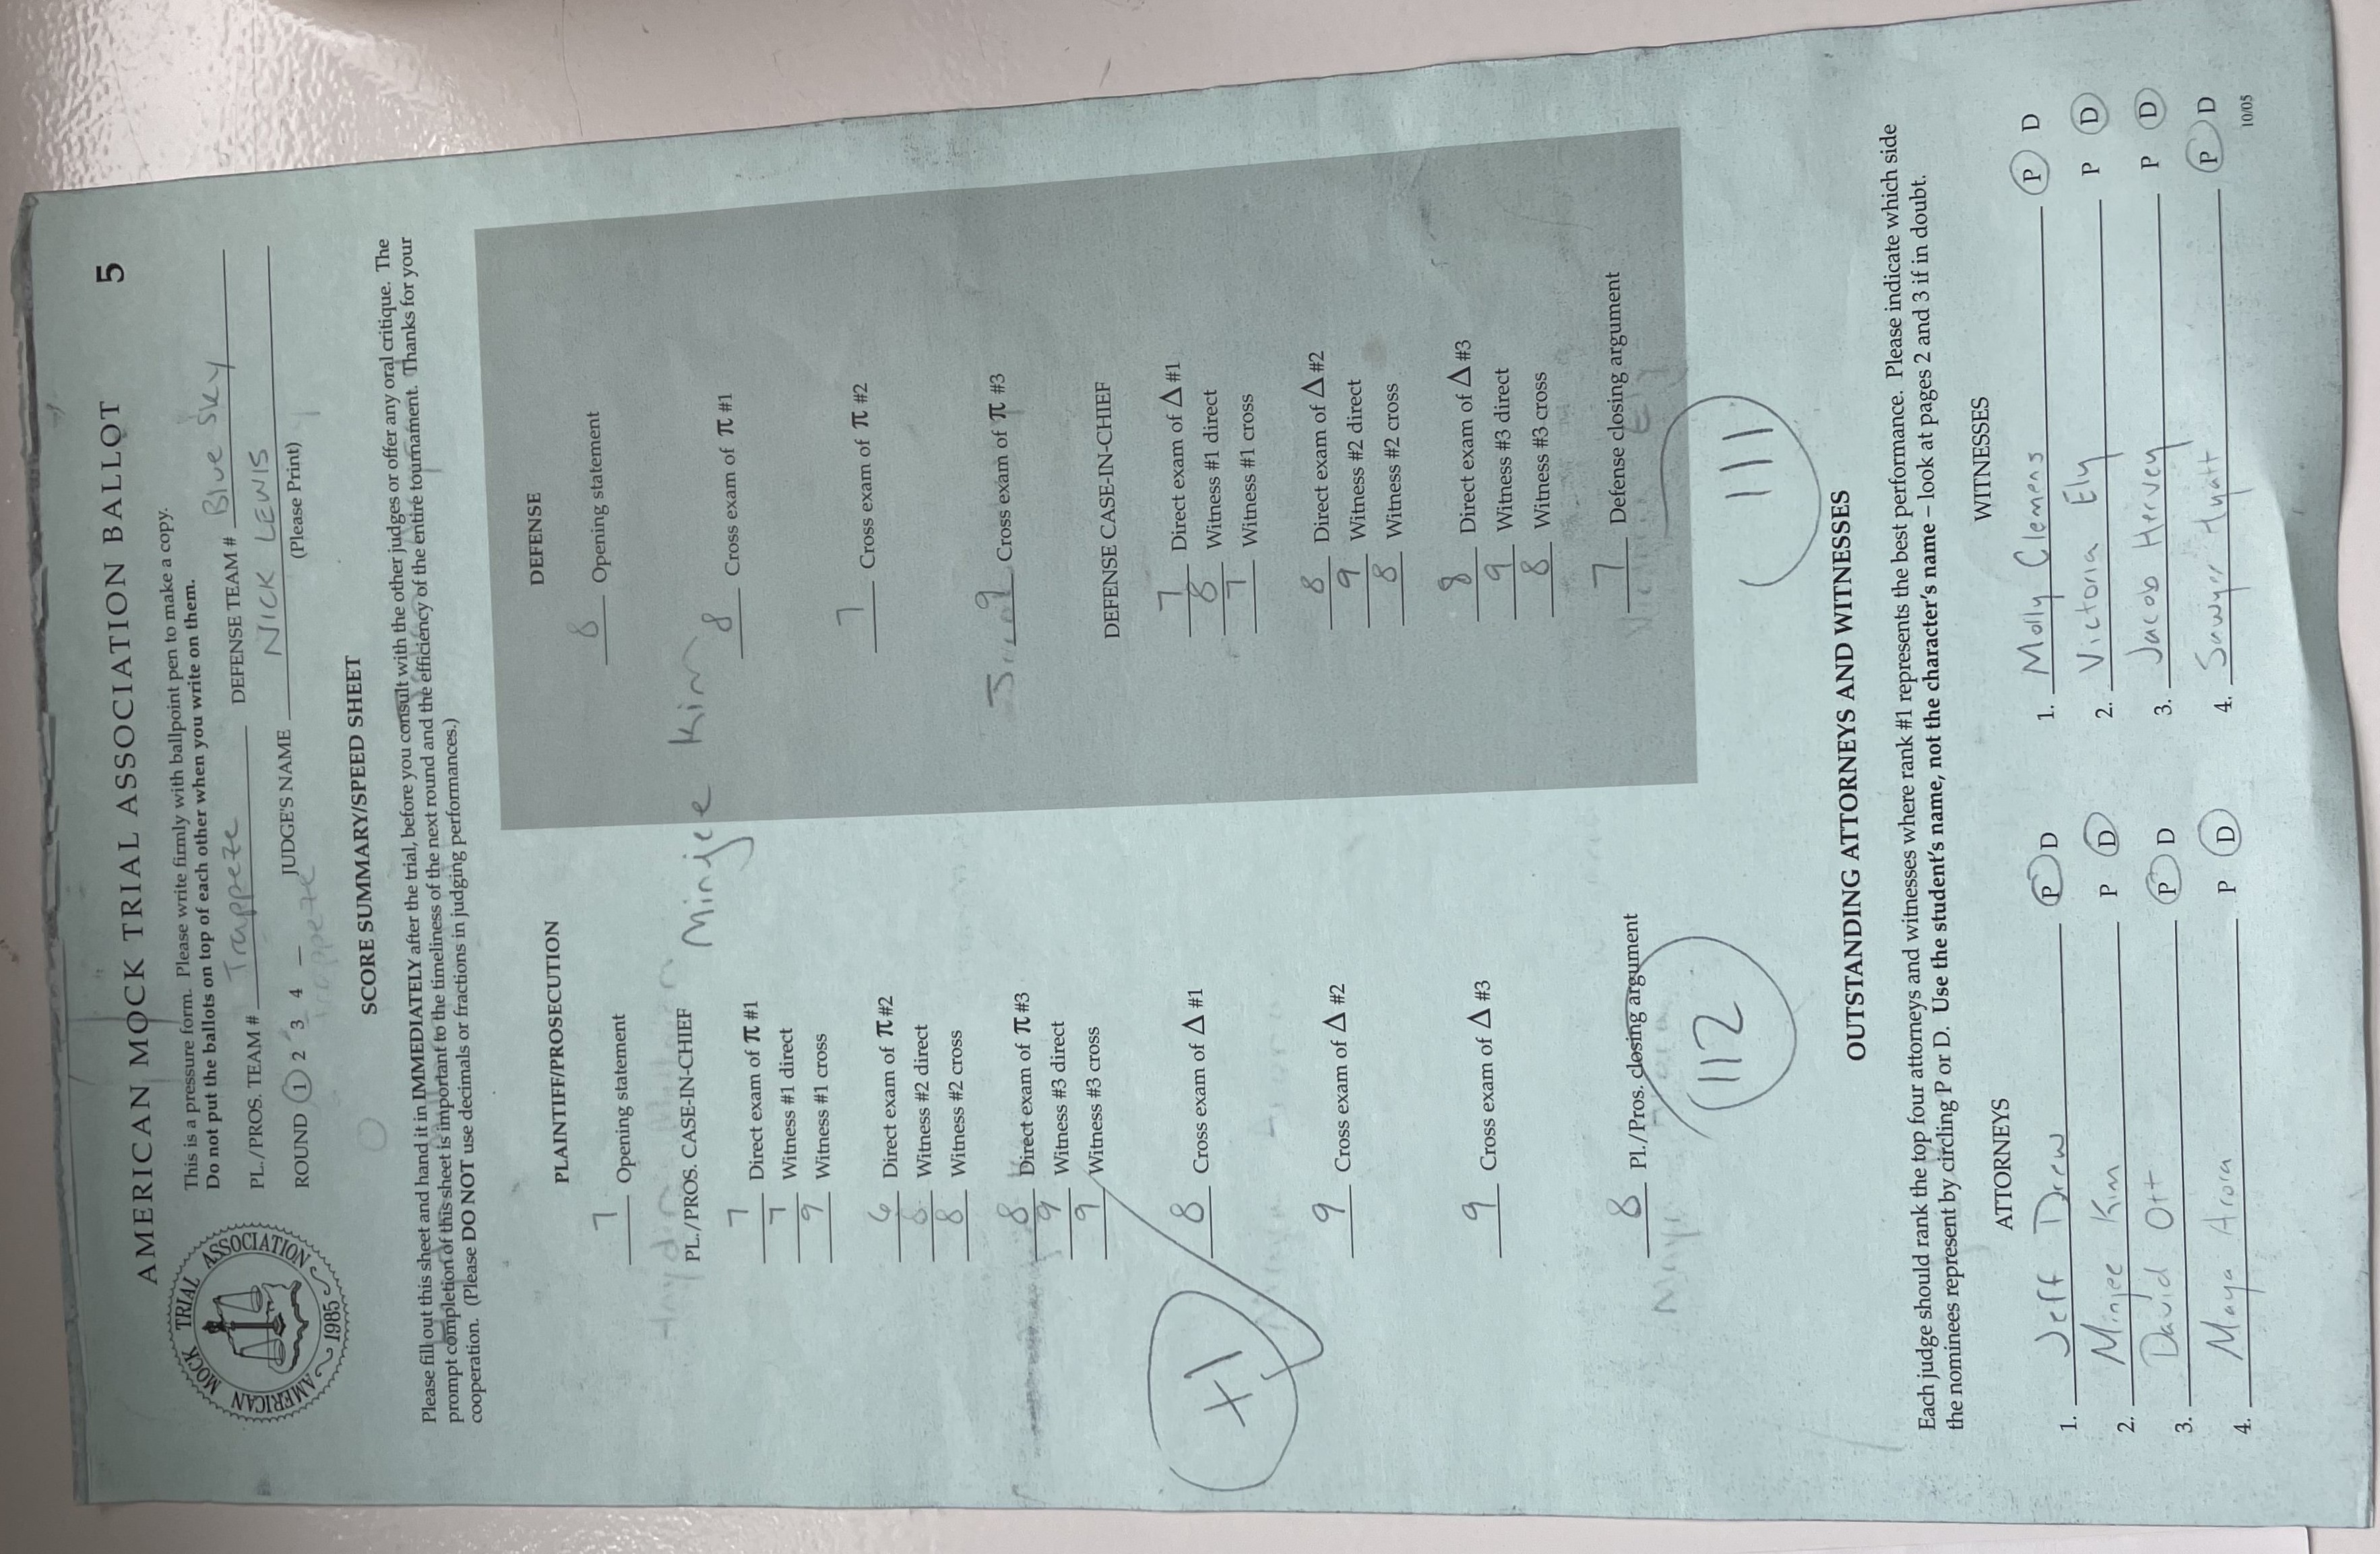 AMERICAN MOCK TRIAL ASSOCIATION BALLOT 5
AMERICAN MOCK TRIAL ASSOCIATION 1985
This is a pressure form. Please write firmly with ballpoint pen to make a copy.
Do not put the ballots on top of each other when you write on them.
PL./PROS. TEAM # Trappeze DEFENSE TEAM # Blue Sky
ROUND 1 2 3 4 — JUDGE'S NAME NICK LEWIS
(Please Print)
Trappeze
SCORE SUMMARY/SPEED SHEET
Please fill out this sheet and hand it in IMMEDIATELY after the trial, before you consult with the other judges or offer any oral critique. The
prompt completion of this sheet is important to the timeliness of the next round and the efficiency of the entire tournament. Thanks for your
cooperation. (Please DO NOT use decimals or fractions in judging performances.)
PLAINTIFF/PROSECUTION
7 Opening statement
PL./PROS. CASE-IN-CHIEF
Minjee Kim
7 Direct exam of π #1
7 Witness #1 direct
9 Witness #1 cross
6 Direct exam of π #2
8 Witness #2 direct
8 Witness #2 cross
8 Direct exam of π #3
9 Witness #3 direct
9 Witness #3 cross
+1
8 Cross exam of Δ #1
9 Cross exam of Δ #2
9 Cross exam of Δ #3
8 Pl./Pros. closing argument
Maya Arora
112
DEFENSE
8 Opening statement
8 Cross exam of π #1
7 Cross exam of π #2
9 Cross exam of π #3
DEFENSE CASE-IN-CHIEF
7 Direct exam of Δ #1
8 Witness #1 direct
7 Witness #1 cross
8 Direct exam of Δ #2
9 Witness #2 direct
8 Witness #2 cross
8 Direct exam of Δ #3
9 Witness #3 direct
8 Witness #3 cross
7 Defense closing argument
Victoria Ely
111
OUTSTANDING ATTORNEYS AND WITNESSES
Each judge should rank the top four attorneys and witnesses where rank #1 represents the best performance. Please indicate which side
the nominees represent by circling P or D. Use the student's name, not the character's name – look at pages 2 and 3 if in doubt.
ATTORNEYS
1. Jeff Drew P D
2. Minjee Kim P D
3. David Ott P D
4. Maya Arora P D
WITNESSES
1. Molly Clemens P D
2. Victoria Ely P D
3. Jacob Hervey P D
4. Sawyer Hyatt P D
10/05